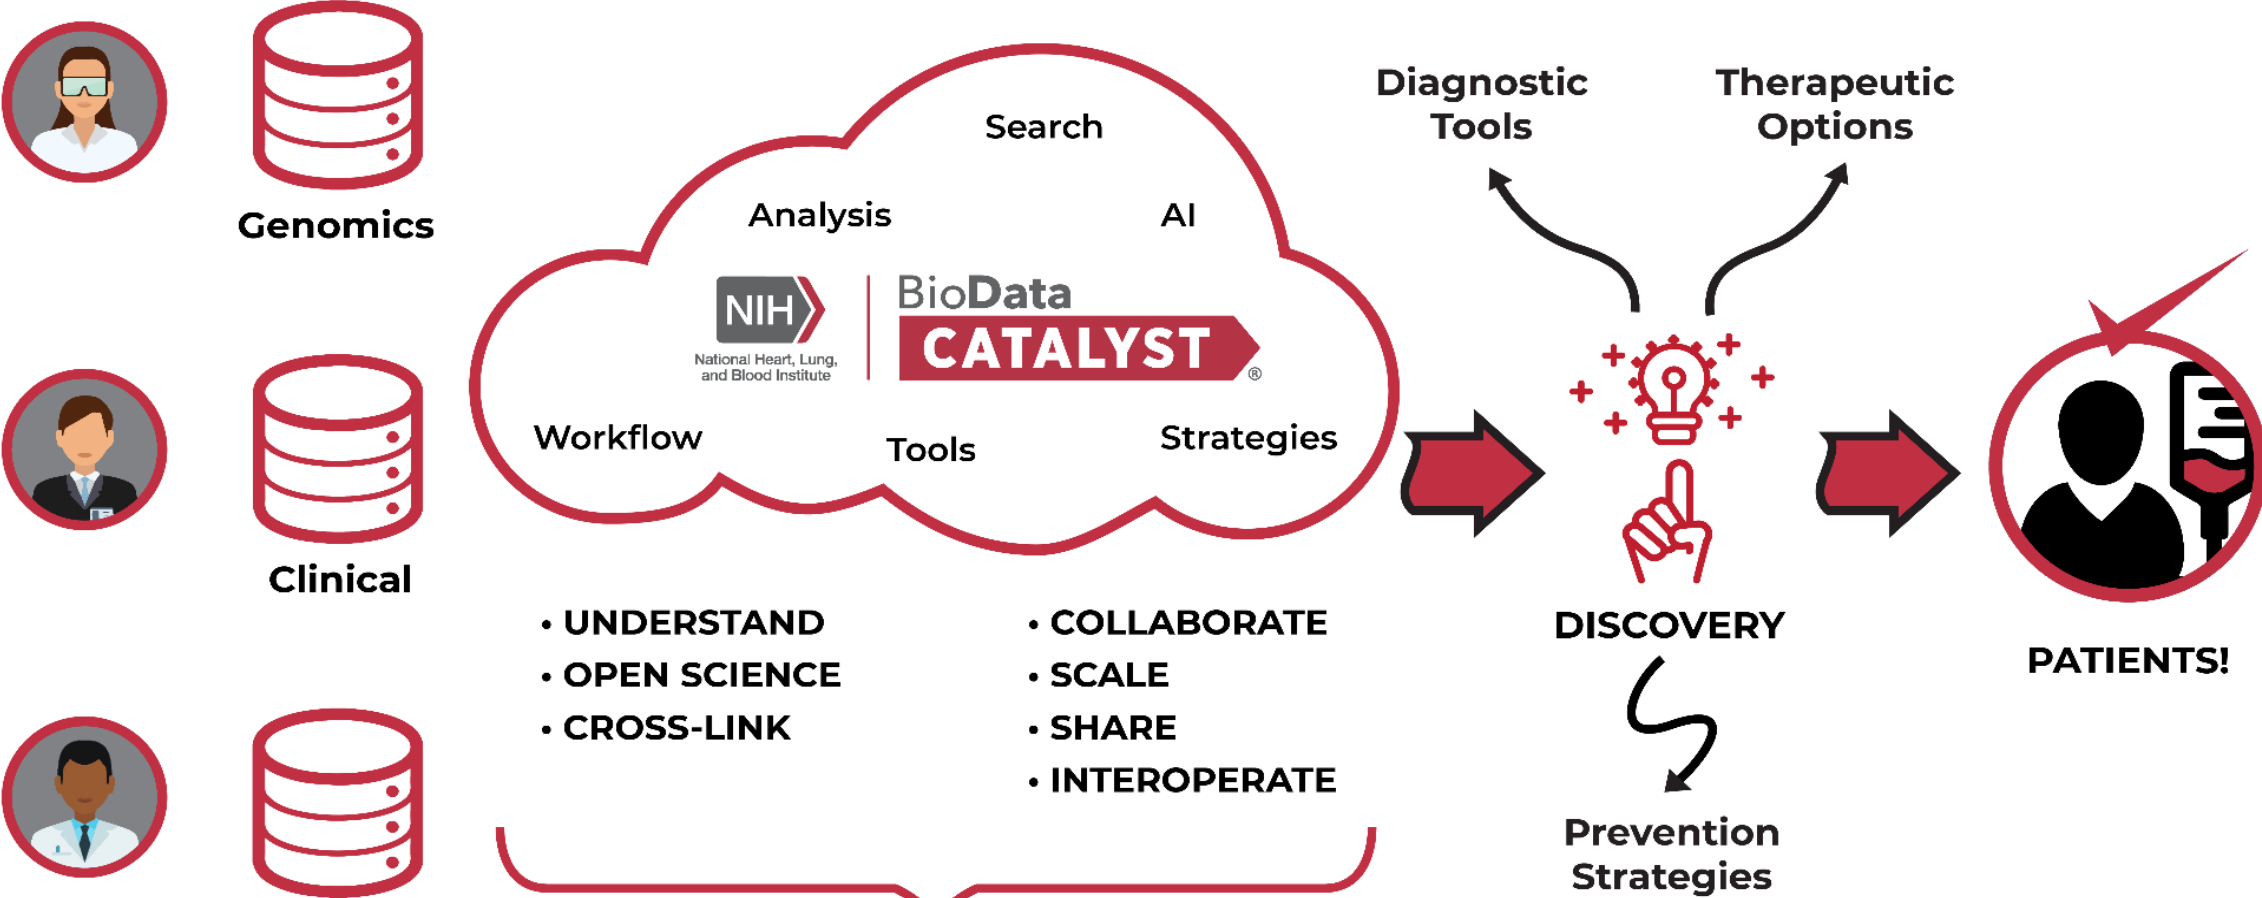 Genomics
Clinical
Search
Analysis
AI
NIH
National Heart, Lung,
and Blood Institute
BioData
CATALYST
®
Workflow
Tools
Strategies
• UNDERSTAND
• OPEN SCIENCE
• CROSS-LINK
• COLLABORATE
• SCALE
• SHARE
• INTEROPERATE
Diagnostic
Tools
Therapeutic
Options
DISCOVERY
Prevention
Strategies
PATIENTS!